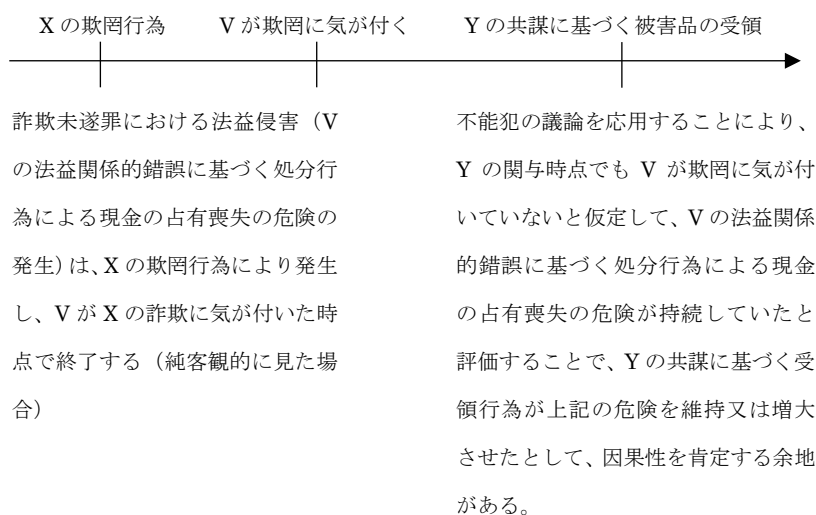 X の欺罔行為 V が欺罔に気が付く Y の共謀に基づく被害品の受領
詐欺未遂罪における法益侵害（V
の法益関係的錯誤に基づく処分行
為による現金の占有喪失の危険の
発生）は、X の欺罔行為により発生
し、V が X の詐欺に気が付いた時
点で終了する（純客観的に見た場
合）
不能犯の議論を応用することにより、
Y の関与時点でも V が欺罔に気が付
いていないと仮定して、V の法益関係
的錯誤に基づく処分行為による現金
の占有喪失の危険が持続していたと
評価することで、Y の共謀に基づく受
領行為が上記の危険を維持又は増大
させたとして、因果性を肯定する余地
がある。